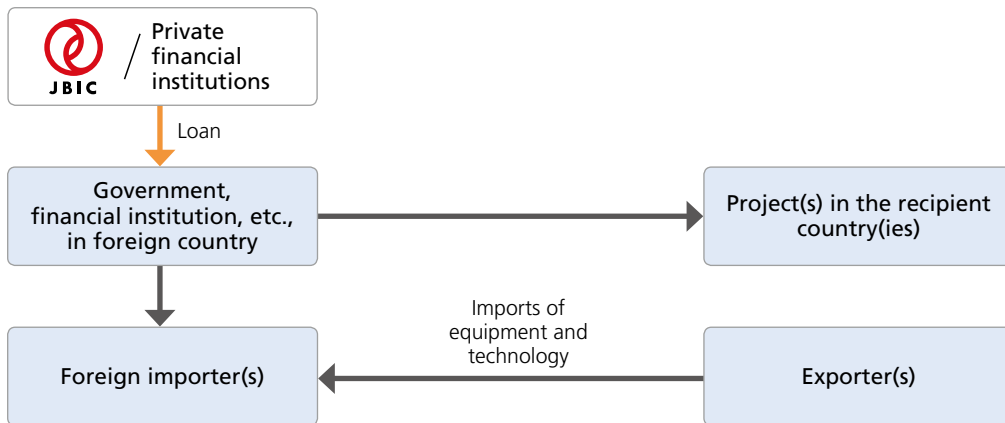 JBIC
/ Private
financial
institutions
Loan
Government,
financial institution, etc.,
in foreign country
Project(s) in the recipient
country(ies)
Imports of
equipment and
technology
Foreign importer(s)
Exporter(s)